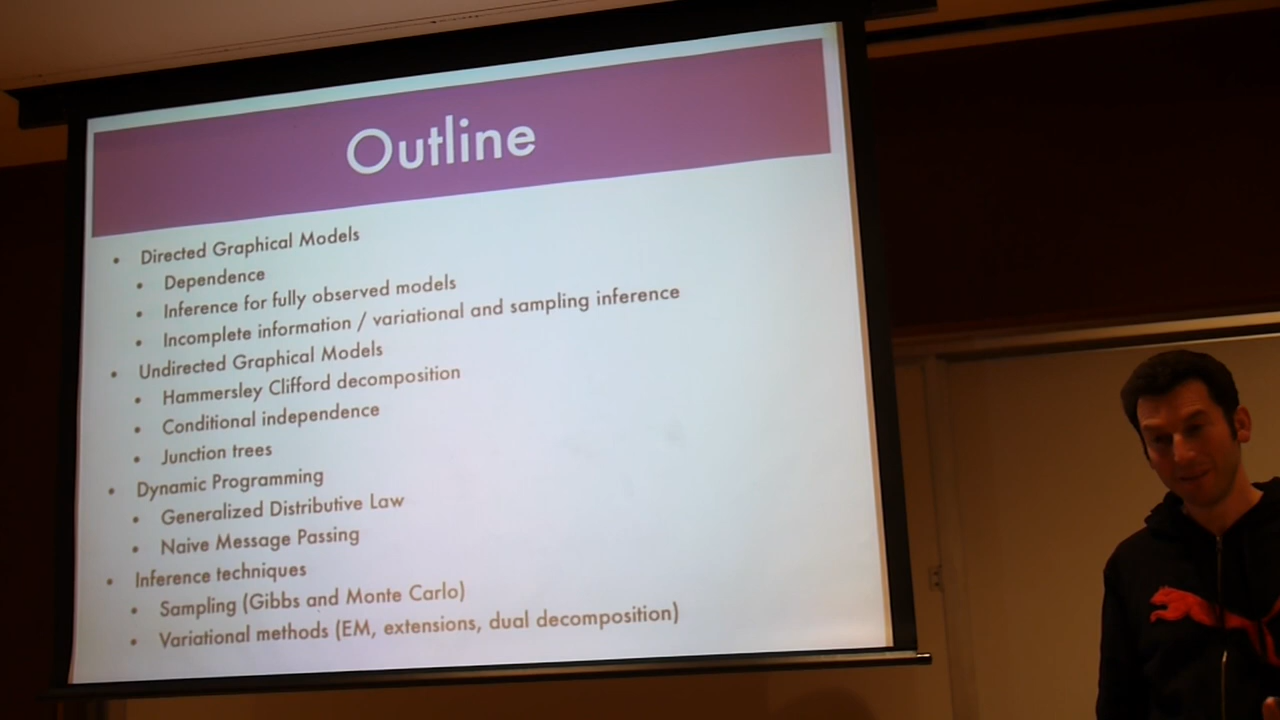 Outline
• Directed Graphical Models
• Dependence
• Inference for fully observed models
• Incomplete information / variational and sampling inference
• Undirected Graphical Models
• Hammersley Clifford decomposition
• Conditional independence
• Junction trees
• Dynamic Programming
• Generalized Distributive Law
• Naive Message Passing
• Inference techniques
• Sampling (Gibbs and Monte Carlo)
• Variational methods (EM, extensions, dual decomposition)